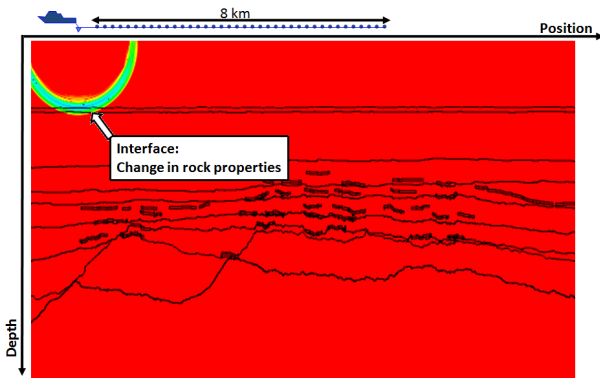 8 km
Position
Interface:
Change in rock properties
Depth